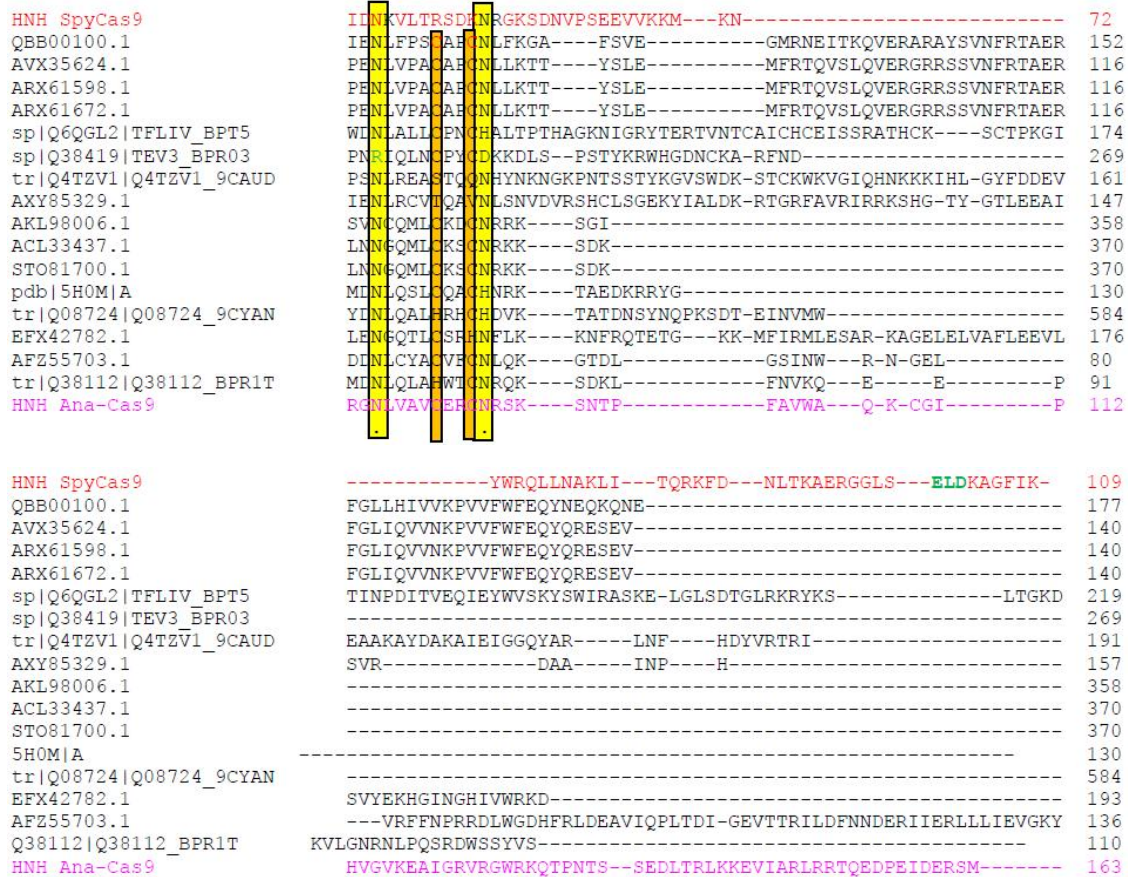 HNH SpyCas9 IDNKVLTRSDKNRGKSDNVPSEEVVKKM---KN---------------------------- 72
QBB00100.1 IENLFPSCAPCNLFKGA----FSVE----------GMRNEITKQVERARAYSVNFRTAER 152
AVX35624.1 PENLVPACAPCNLLKTT----YSLE----------MFRTQVSLQVERGRRSSVNFRTAER 116
ARX61598.1 PENLVPACAPCNLLKTT----YSLE----------MFRTQVSLQVERGRRSSVNFRTAER 116
ARX61672.1 PENLVPACAPCNLLKTT----YSLE----------MFRTQVSLQVERGRRSSVNFRTAER 116
sp|Q6QGL2|TFLIV_BPT5 WDNLALLCPNCHALTPTHAGKNIGRYTERTVNTCAICHCEISSRATHCK----SCTPKGI 174
sp|Q38419|TEV3_BPR03 PNRIQLNCPYCDKKDLS--PSTYKRWHGDNCKA-RFND---------------------- 269
tr|Q4TZV1|Q4TZV1_9CAUD PSNLREASTQQNHYNKNGKPNTSSTYKGVSWDK-STCKWKVGIQHNKKKIHL-GYFDDEV 161
AXY85329.1 IENLRCVTQAVNLSNVDVRSHCLSGEKYIALDK-RTGRFAVRIRRKSHG-TY-GTLEEAI 147
AKL98006.1 SVNCQMLCKDCNRRK----SGI-------------------------------------- 358
ACL33437.1 LNNGQMLCKSCNRKK----SDK-------------------------------------- 370
STO81700.1 LNNGQMLCKSCNRKK----SDK-------------------------------------- 370
pdb|5H0M|A MDNLQSLCQACHNRK----TAEDKRRYG-------------------------------- 130
tr|Q08724|Q08724_9CYAN YDNLQALHRHCHDVK----TATDNSYNQPKSDT-EINVMW-------------------- 584
EFX42782.1 LENGQTLCSRHNFLK----KNFRQTETG---KK-MFIRMLESAR-KAGELELVAFLEEVL 176
AFZ55703.1 DDNLCYACVFCNLQK----GTDL------------GSINW---R-N-GEL---------- 80
tr|Q38112|Q38112_BPR1T MDNLQLAHWTCNRQK----SDKL------------FNVKQ---E-----E---------P 91
HNH Ana-Cas9 RGNLVAVCERCNRSK----SNTP------------FAVWA---Q-K-CGI---------P 112
. .
HNH SpyCas9 ------------YWRQLLNAKLI---TQRKFD---NLTKAERGGLS---ELDKAGFIK- 109
QBB00100.1 FGLLHIVVKPVVFWFEQYNEQKQNE----------------------------------- 177
AVX35624.1 FGLIQVVNKPVVFWFEQYQRESEV------------------------------------ 140
ARX61598.1 FGLIQVVNKPVVFWFEQYQRESEV------------------------------------ 140
ARX61672.1 FGLIQVVNKPVVFWFEQYQRESEV------------------------------------ 140
sp|Q6QGL2|TFLIV_BPT5 TINPDITVEQIEYWVSKYSWIRASKE-LGLSDTGLRKRYKS--------------LTGKD 219
sp|Q38419|TEV3_BPR03 ------------------------------------------------------------ 269
tr|Q4TZV1|Q4TZV1_9CAUD EAAKAYDAKAIEIGGQYAR-----LNF----HDYVRTRI--------------------- 191
AXY85329.1 SVR-------------DAA-----INP----H---------------------------- 157
AKL98006.1 ------------------------------------------------------------ 358
ACL33437.1 ------------------------------------------------------------ 370
STO81700.1 ------------------------------------------------------------ 370
5H0M|A ------------------------------------------------------------ 130
tr|Q08724|Q08724_9CYAN ------------------------------------------------------------ 584
EFX42782.1 SVYEKHGINGHIVWRKD------------------------------------------- 193
AFZ55703.1 ---VRFFNPRRDLWGDHFRLDEAVIQPLTDI-GEVTTRILDFNNDERIIERLLLIEVGKY 136
Q38112|Q38112_BPR1T KVLGNRNLPQSRDWSSYVS----------------------------------------- 110
HNH Ana-Cas9 HVGVKEAIGRVRGWRKQTPNTS--SEDLTRLKKEVIARLRRTQEDPEIDERSM------- 163